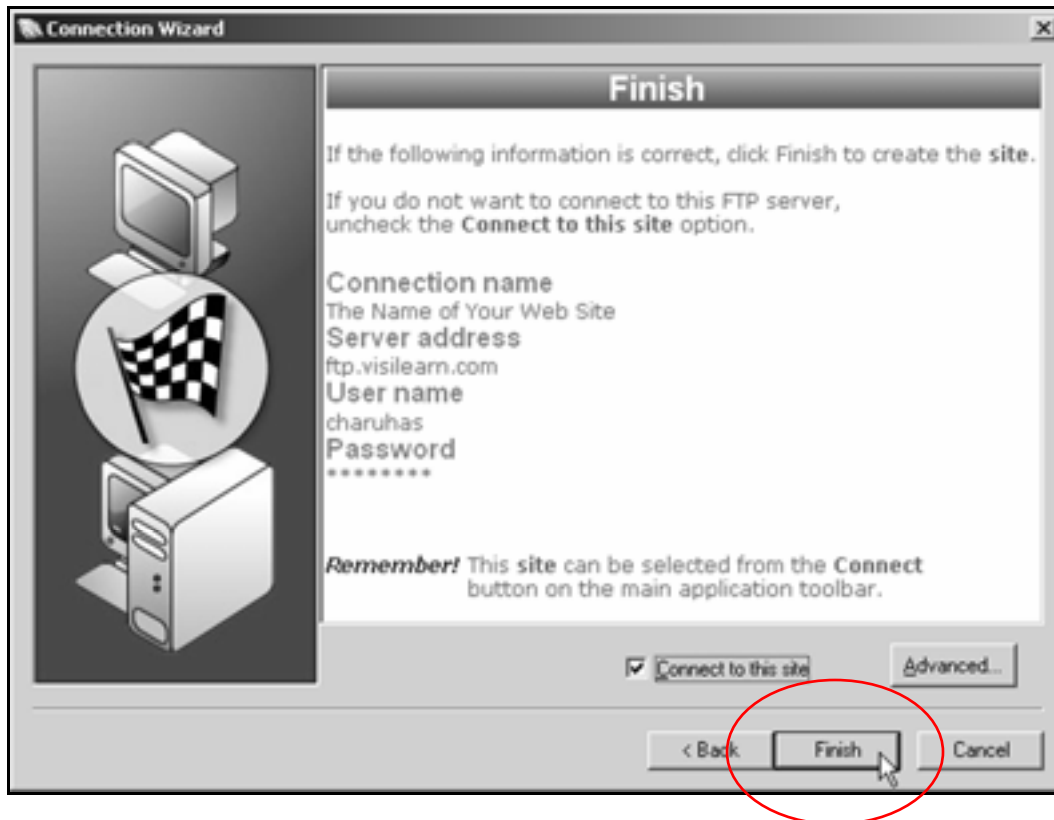 Connection Wizard
Finish
If the following information is correct, click Finish to create the site.
If you do not want to connect to this FTP server,
uncheck the Connect to this site option.
Connection name
The Name of Your Web Site
Server address
ftp.visilearn.com
User name
charuhas
Password
********
Remember! This site can be selected from the Connect
button on the main application toolbar.
Connect to this site
Advanced...
< Back
Finish
Cancel